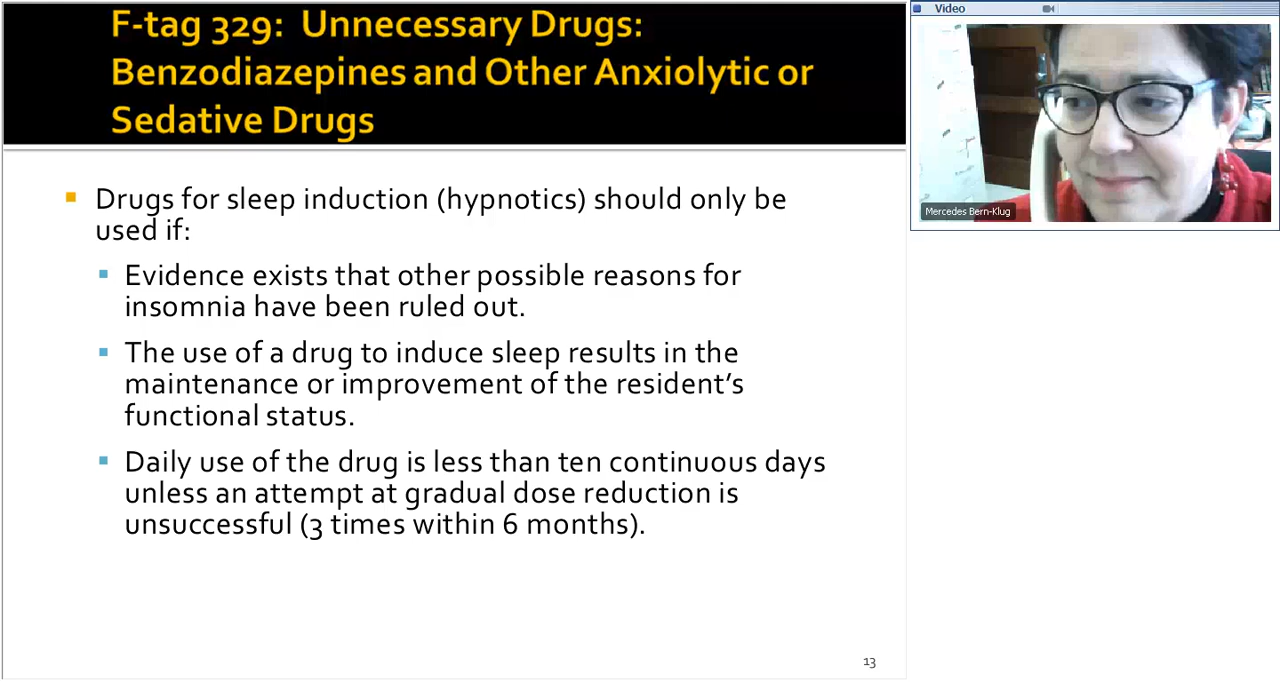 F-tag 329: Unnecessary Drugs:
Benzodiazepines and Other Anxiolytic or
Sedative Drugs
Drugs for sleep induction (hypnotics) should only be
used if:
Evidence exists that other possible reasons for
insomnia have been ruled out.
The use of a drug to induce sleep results in the
maintenance or improvement of the resident's
functional status.
Daily use of the drug is less than ten continuous days
unless an attempt at gradual dose reduction is
unsuccessful (3 times within 6 months).
13
Video
Mercedes Bern-Klug